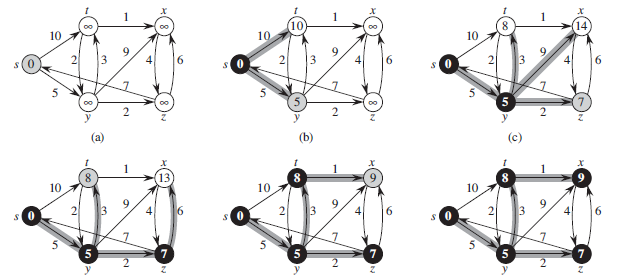 t x t x t x
1 1 1
∞ ∞ 10 ∞ 8 14
10 10 10
9 9 9
s 0 2 3 4 6 s 0 2 3 4 6 s 0 2 3 4 6
7 7 7
5 5 5
∞ ∞ 5 ∞ 5 7
2 2 2
y z y z y z
(a) (b) (c)
t x t x t x
1 1 1
8 13 8 9 8 9
10 10 10
9 9 9
s 0 2 3 4 6 s 0 2 3 4 6 s 0 2 3 4 6
7 7 7
5 5 5
5 7 5 7 5 7
2 2 2
y z y z y z